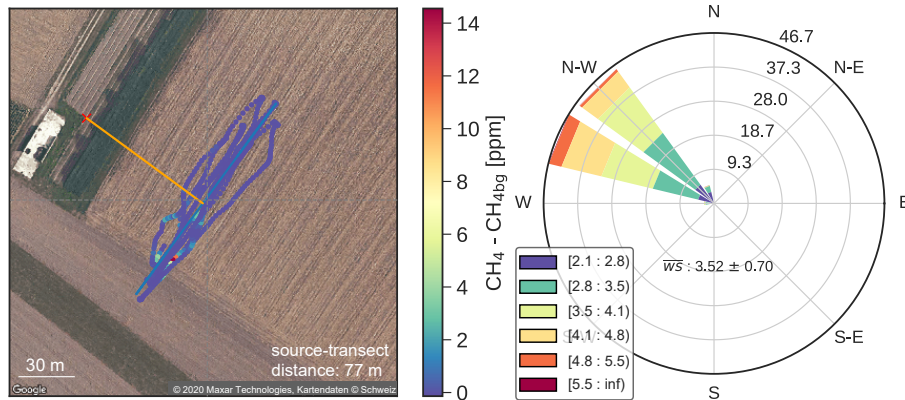 30 m
source-transect
distance: 77 m
Google
© 2020 Maxar Technologies, Kartendaten © Schweiz
14
12
10
8
6
4
2
0
CH4 - CH4bg [ppm]
N
N-E
E
S-E
S
W
N-W
46.7
37.3
28.0
18.7
9.3
ws : 3.52 ± 0.70
[2.1 : 2.8)
[2.8 : 3.5)
[3.5 : 4.1)
[4.1 : 4.8)
[4.8 : 5.5)
[5.5 : inf)